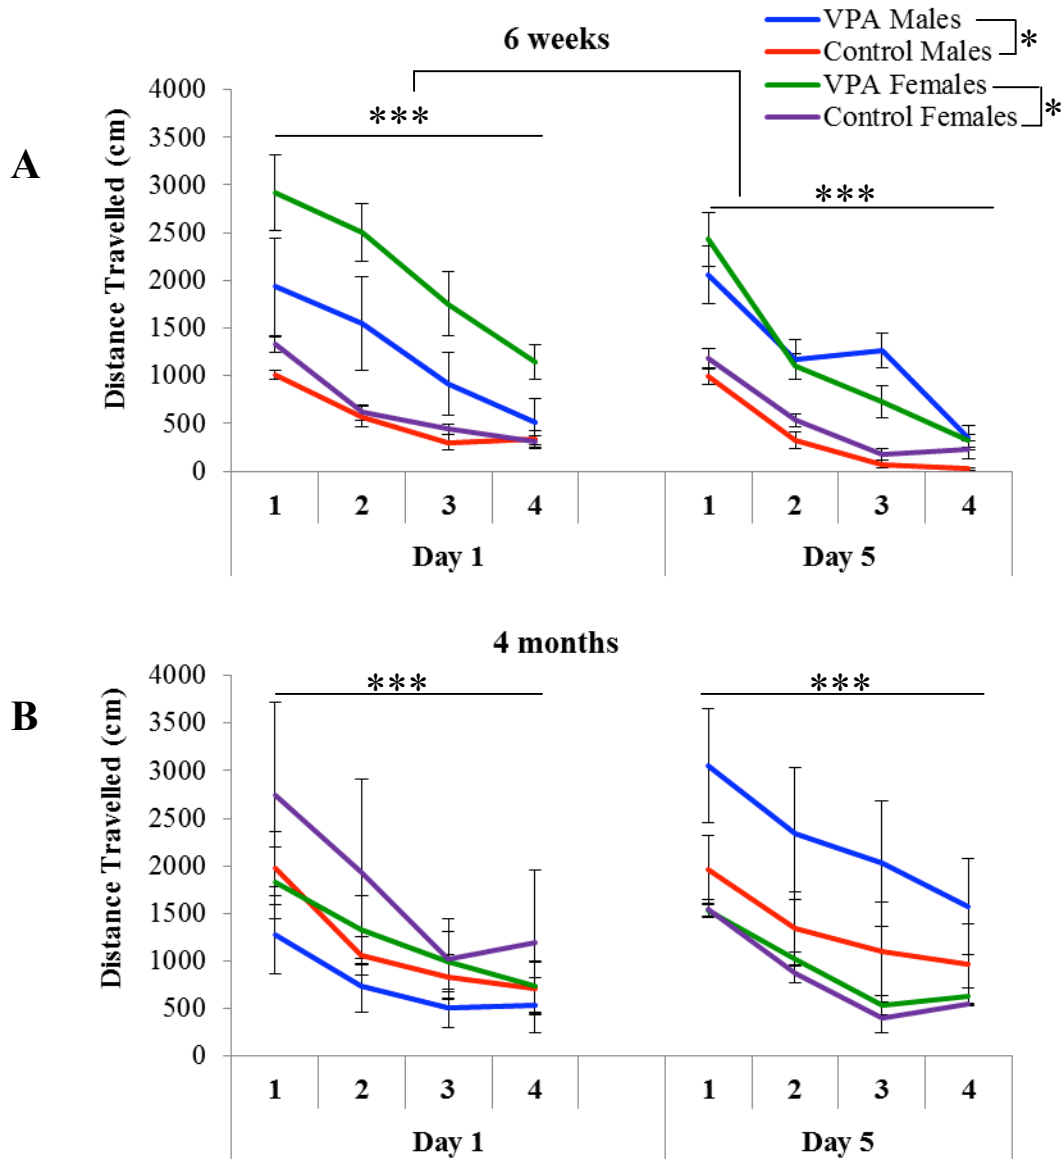 6 weeks
VPA Males
Control Males
VPA Females
Control Females
*
*
A
Distance Travelled (cm)
4000
3500
3000
2500
2000
1500
1000
500
0
***
***
1 2 3 4 1 2 3 4
Day 1 Day 5
4 months
B
Distance Travelled (cm)
4000
3500
3000
2500
2000
1500
1000
500
0
***
***
1 2 3 4 1 2 3 4
Day 1 Day 5